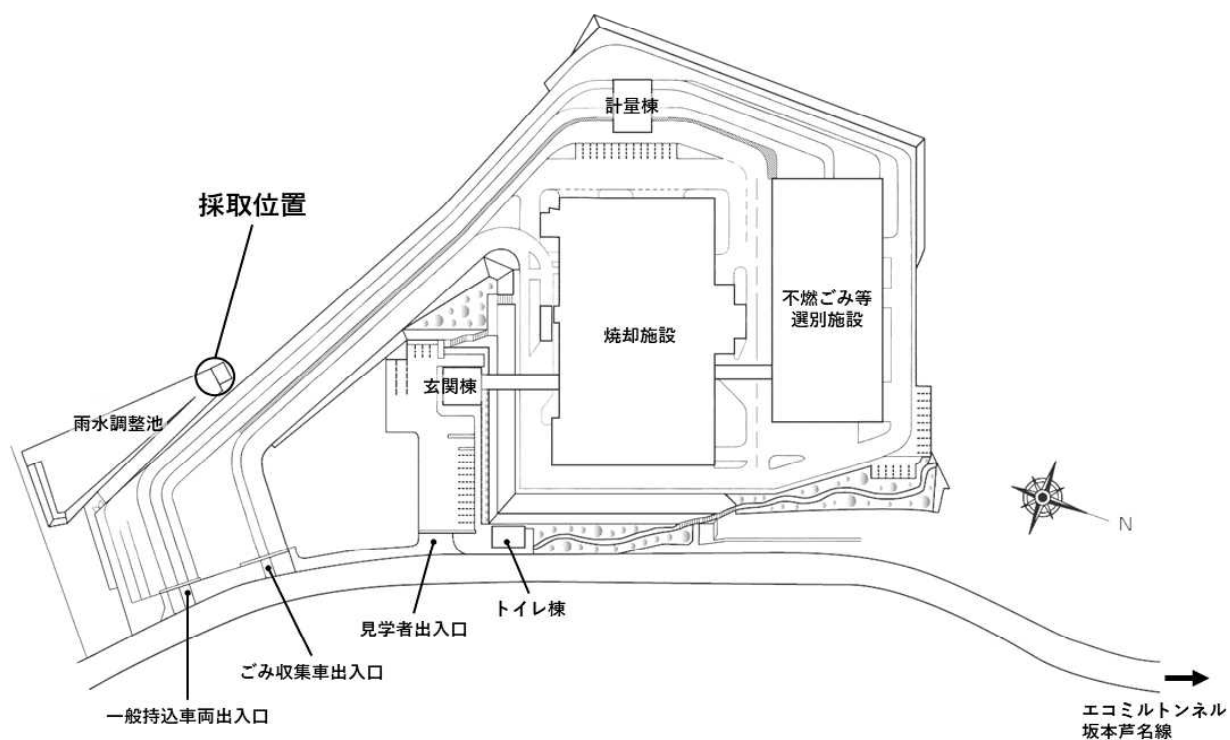 計量棟
採取位置
不燃ごみ等
選別施設
焼却施設
玄関棟
雨水調整池
N
トイレ棟
見学者出入口
ごみ収集車出入口
一般持込車両出入口
エコミルトンネル
坂本芦名線